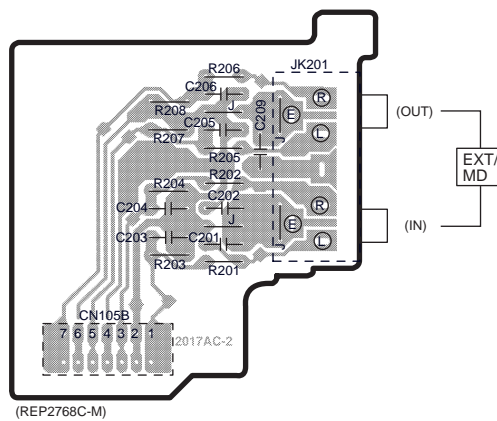 R206
JK201
C206
R208
J
C209
R
E
(OUT)
C205
R207
L
R205
EXT/
MD
R202
R204
C204
C202
J
R
E
(IN)
C203
C201
L
R203
R201
CN105B
7 6 5 4 3 2 1
2017AC-2
(REP2768C-M)